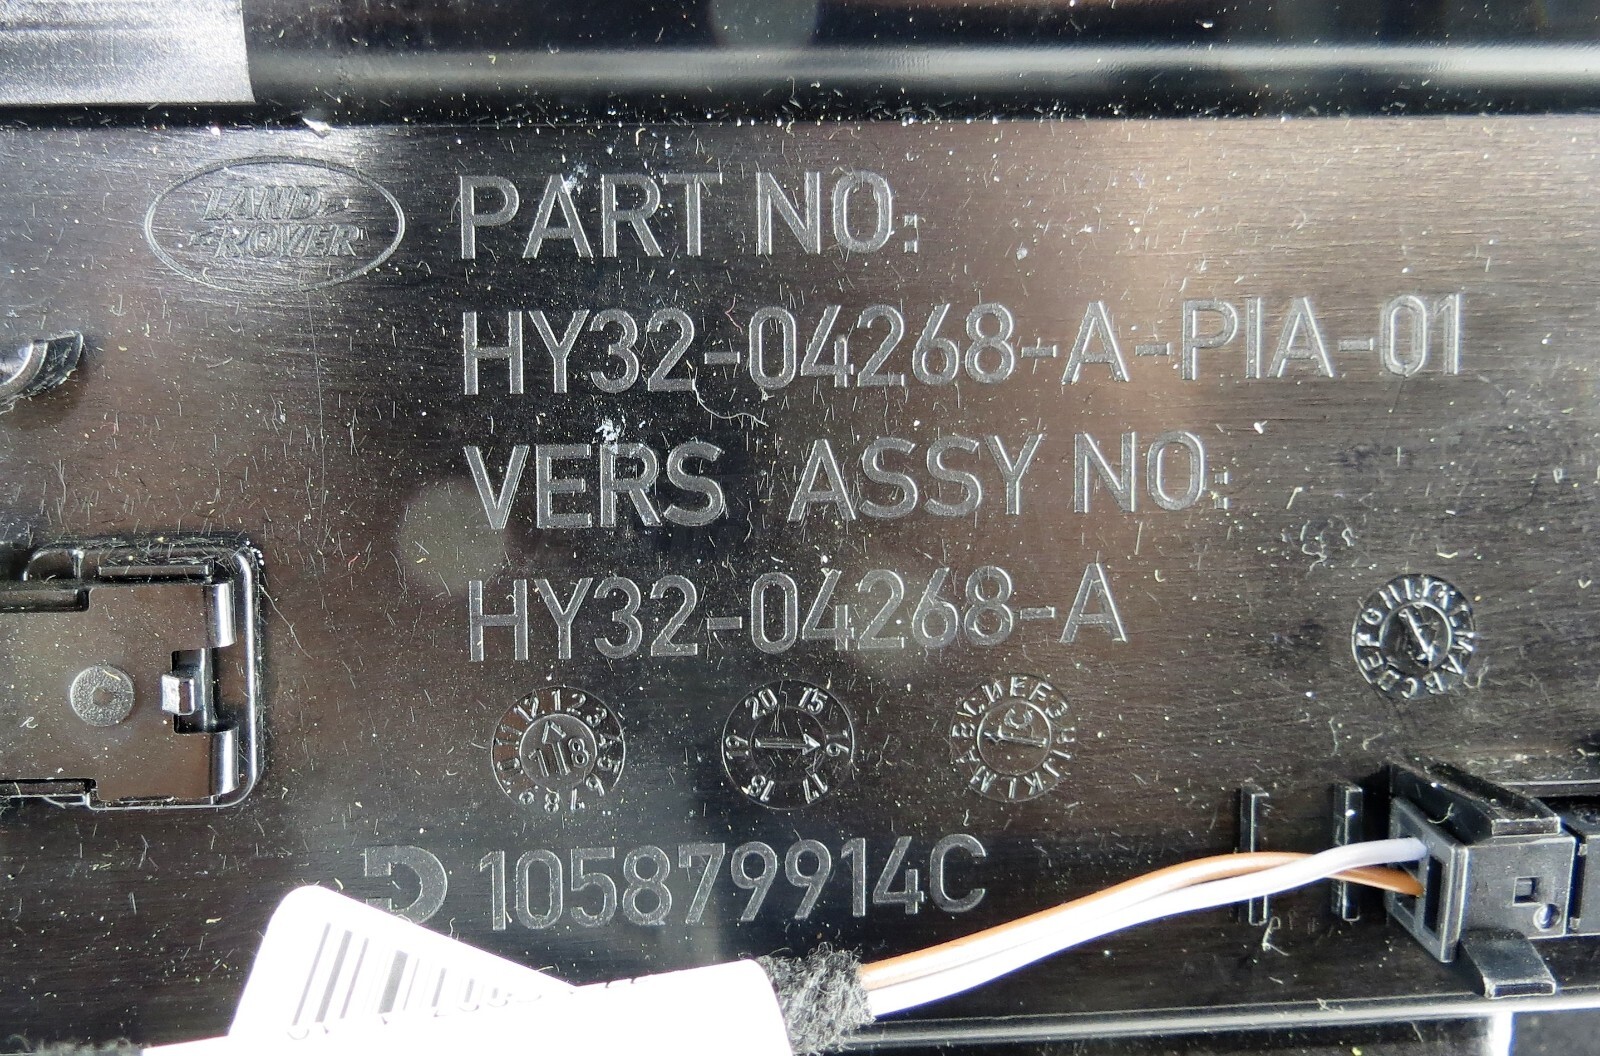 LAND
ROVER
PART NO:
HY32-04268-A-PIA-01
VERS ASSY NO:
HY32-04268-A
105879914C